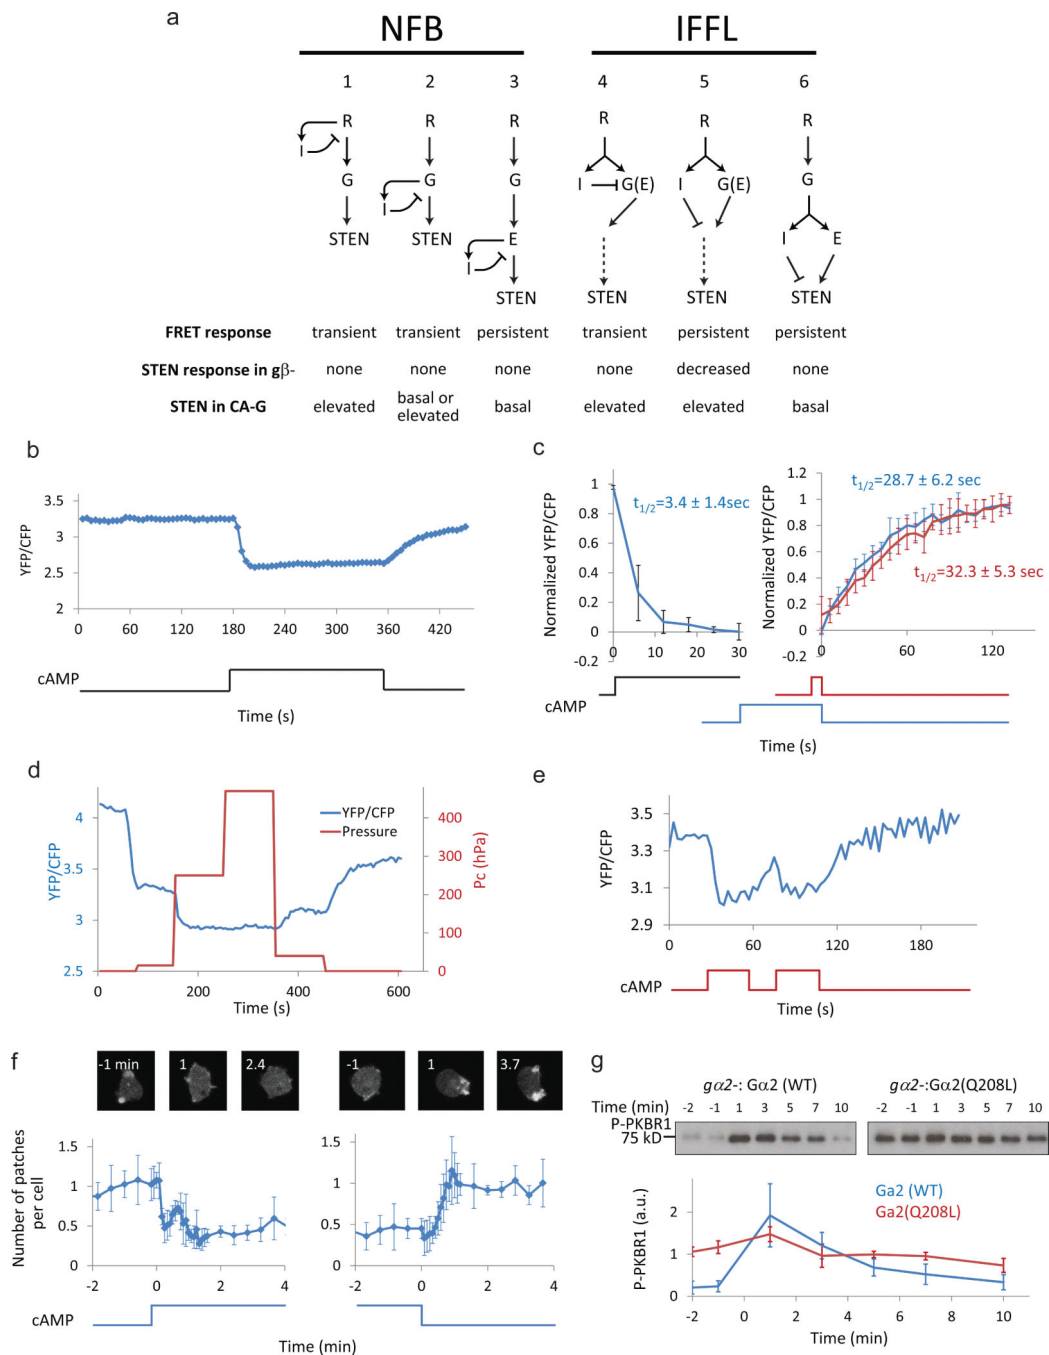 a
NFB IFFL
1 2 3 4 5 6
R R R R R R
I G I G G I G(E) I G(E) G
STEN STEN I E I E
STEN STEN STEN STEN
FRET response transient transient persistent transient persistent persistent
STEN response in gβ- none none none none decreased none
STEN in CA-G elevated basal or elevated basal elevated elevated basal
b
YFP/CFP
3.5
3
2.5
2
0 60 120 180 240 300 360 420
cAMP
Time (s)
c
Normalized YFP/CFP
1
0.8
0.6
0.4
0.2
0
-0.2
t1/2=3.4 ± 1.4sec
0 10 20 30
Normalized YFP/CFP
1.2
1
0.8
0.6
0.4
0.2
0
-0.2
t1/2=28.7 ± 6.2 sec
t1/2=32.3 ± 5.3 sec
0 60 120
cAMP
Time (s)
d
YFP/CFP
4
3.5
3
2.5
YFP/CFP
Pressure
400
300
200
100
0
Pc (hPa)
0 200 400 600
Time (s)
e
YFP/CFP
3.5
3.3
3.1
2.9
0 60 120 180
cAMP
Time (s)
f
-1 min 1 2.4 -1 1 3.7
Number of patches
per cell
1.5
1
0.5
0
-2 0 2 4
1.5
1
0.5
0
-2 0 2 4
cAMP
Time (min)
g
gα2-: Gα2 (WT) gα2-:Gα2(Q208L)
Time (min) -2 -1 1 3 5 7 10 -2 -1 1 3 5 7 10
P-PKBR1
75 kD
P-PKBR1 (a.u.)
2
1
0
Ga2 (WT)
Ga2(Q208L)
-2 0 2 4 6 8 10
Time (min)